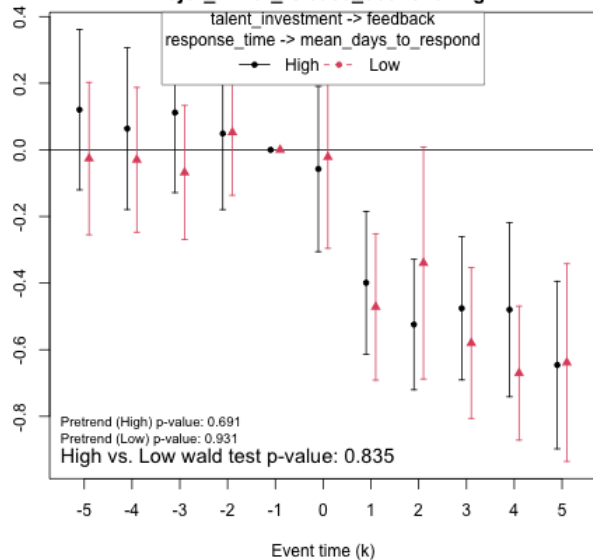 talent_investment -> feedback
response_time -> mean_days_to_respond
High Low
0.4
0.2
0.0
-0.2
-0.4
-0.6
-0.8
Pretrend (High) p-value: 0.691
Pretrend (Low) p-value: 0.931
High vs. Low wald test p-value: 0.835
-5 -4 -3 -2 -1 0 1 2 3 4 5
Event time (k)